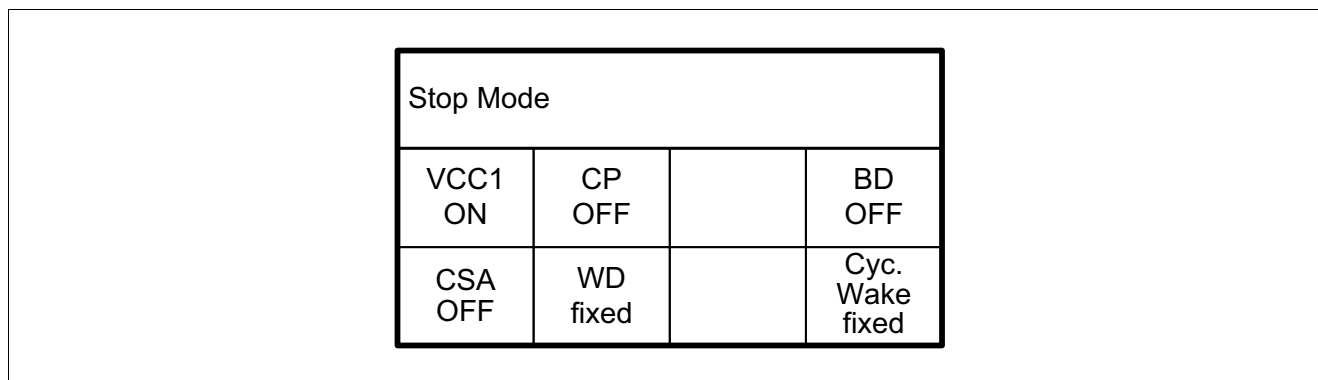 Stop Mode
VCC1
ON
CP
OFF
BD
OFF
CSA
OFF
WD
fixed
Cyc.
Wake
fixed